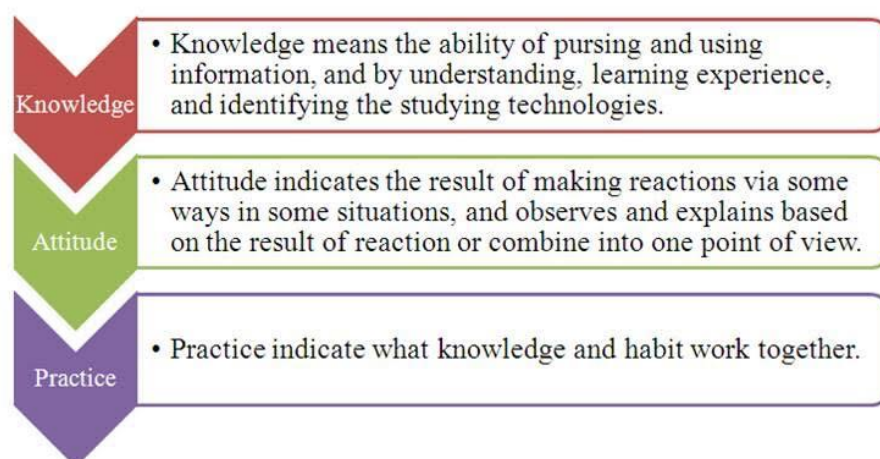 Knowledge
• Knowledge means the ability of pursing and using
information, and by understanding, learning experience,
and identifying the studying technologies.
Attitude
• Attitude indicates the result of making reactions via some
ways in some situations, and observes and explains based
on the result of reaction or combine into one point of view.
Practice
• Practice indicate what knowledge and habit work together.